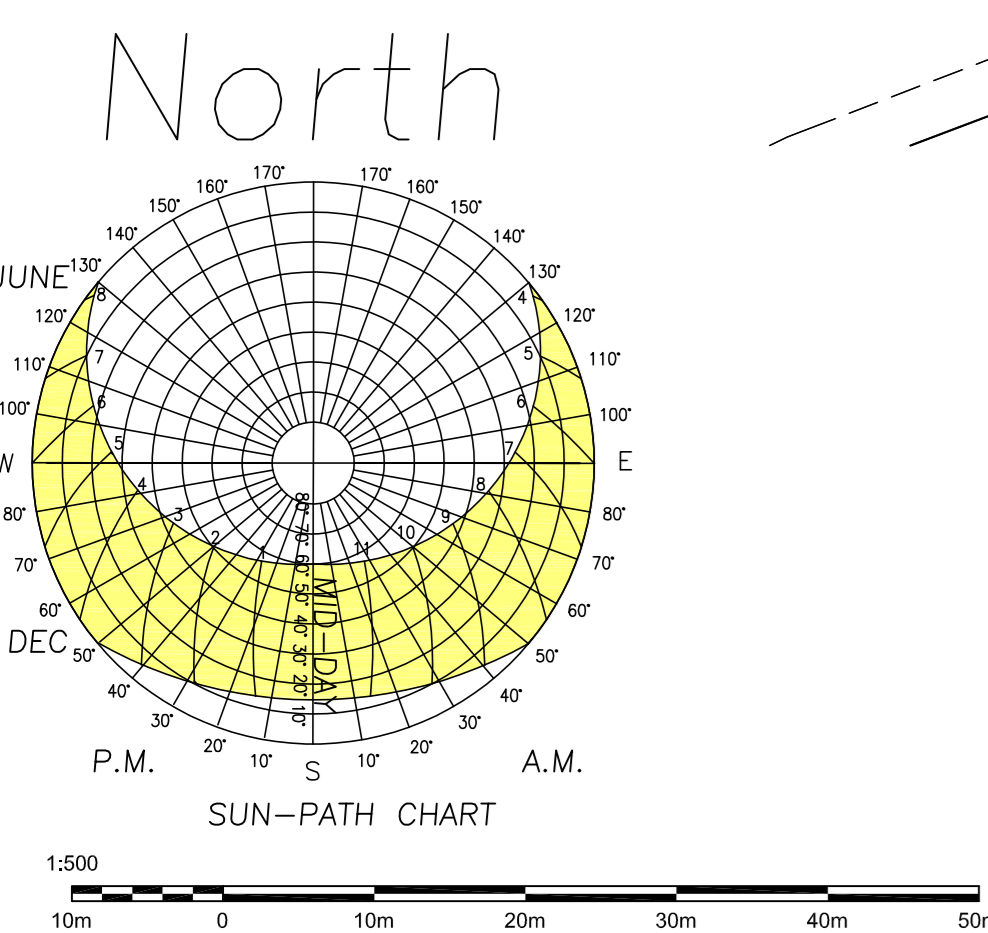 North
170° 170°
160° 160°
150° 150°
140° 140°
JUNE 130° 130°
8 4
120° 120°
7 5
110° 110°
6 6
100° 100°
5 7
W E
4 8
80° 80°
3 9
2 10
1 11
70° 70°
60° 60°
DEC 50° 50°
40° 40°
30° 30°
20° 20°
10° 10°
80° 70° 60° 50° 40° 30° 20° 10°
MID-DAY
P.M. S A.M.
SUN-PATH CHART
1:500
10m 0 10m 20m 30m 40m 50m